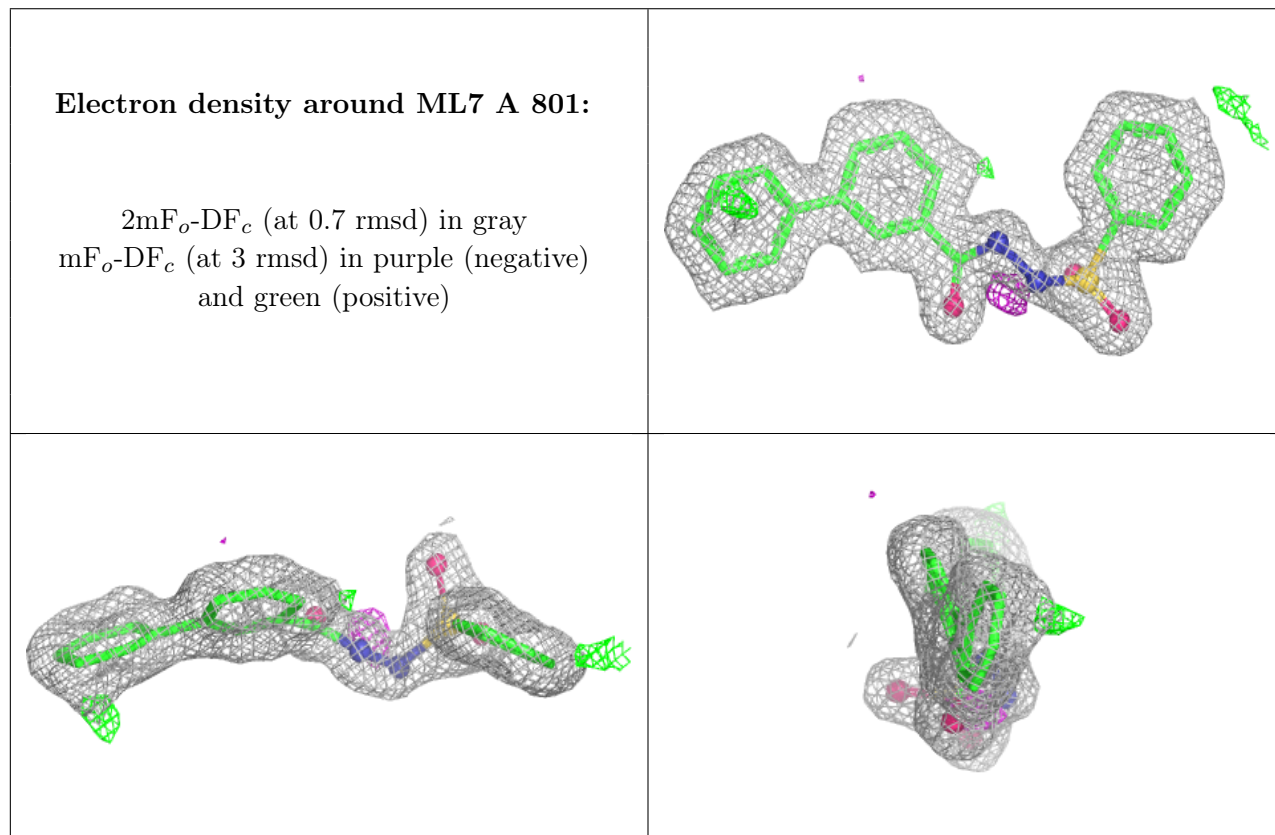 Electron density around ML7 A 801:
2mFo-DFc (at 0.7 rmsd) in gray
mFo-DFc (at 3 rmsd) in purple (negative)
and green (positive)